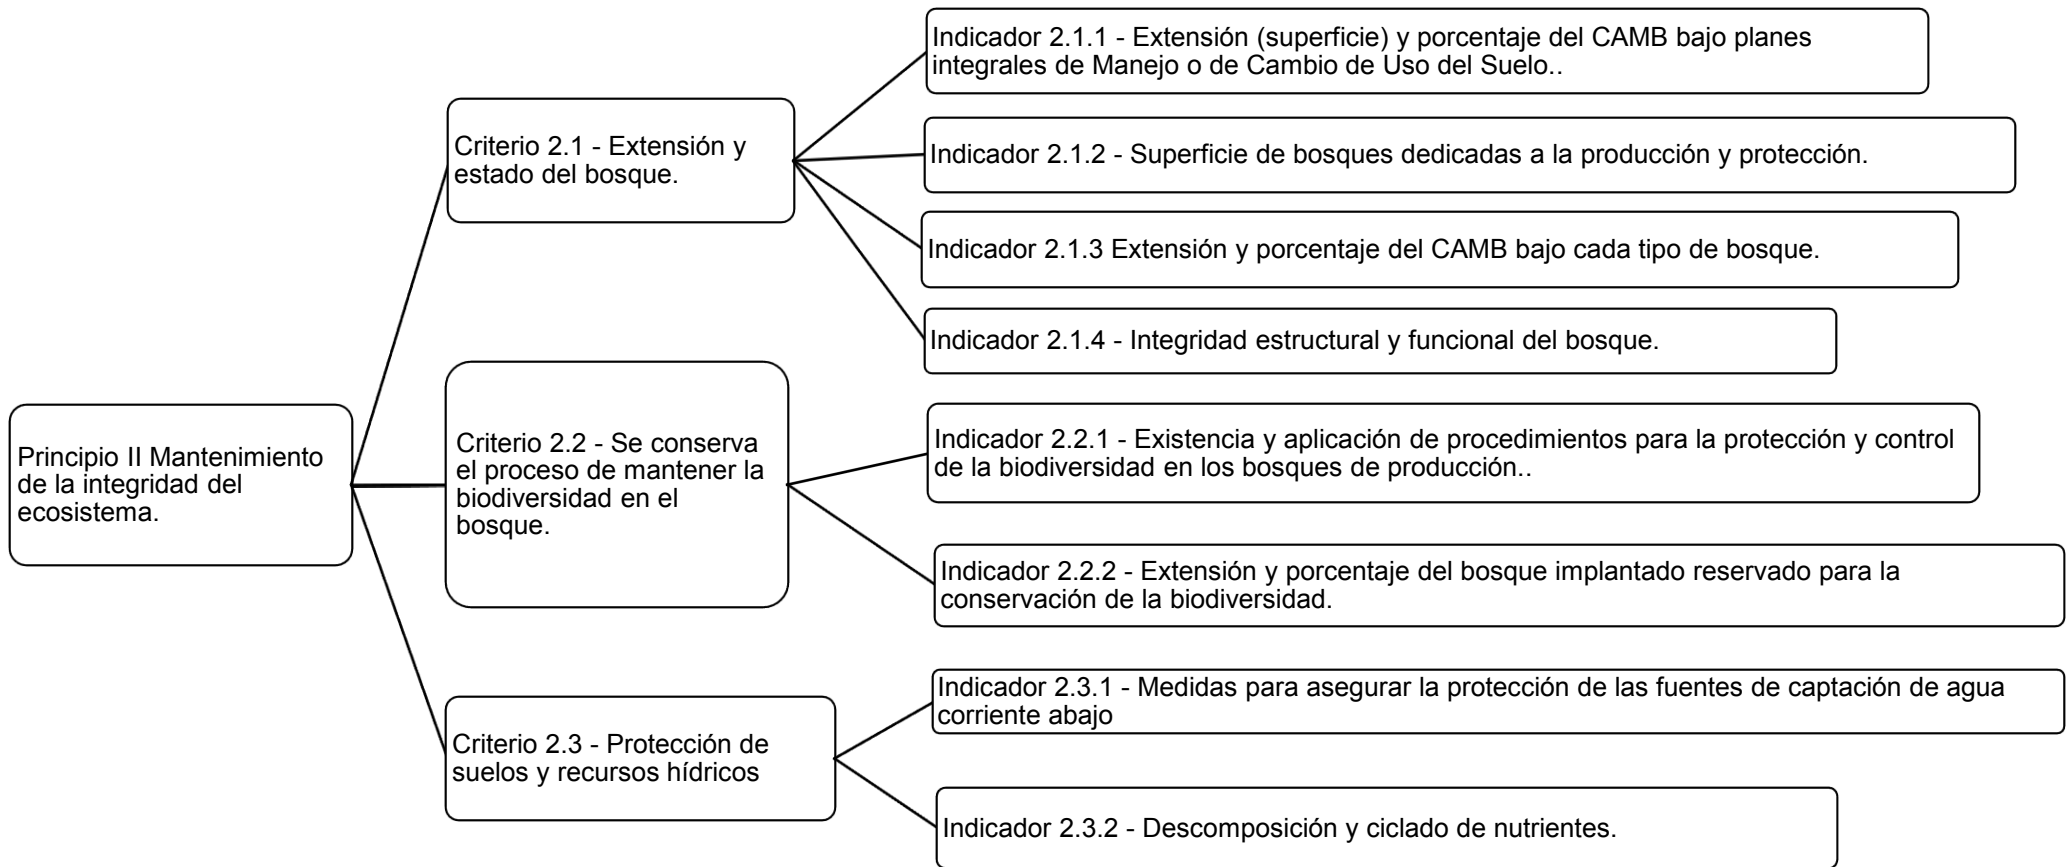 Principio II Mantenimiento
de la integridad del
ecosistema.
Criterio 2.1 - Extensión y
estado del bosque.
Indicador 2.1.1 - Extensión (superficie) y porcentaje del CAMB bajo planes
integrales de Manejo o de Cambio de Uso del Suelo..
Indicador 2.1.2 - Superficie de bosques dedicadas a la producción y protección.
Indicador 2.1.3 Extensión y porcentaje del CAMB bajo cada tipo de bosque.
Indicador 2.1.4 - Integridad estructural y funcional del bosque.
Criterio 2.2 - Se conserva
el proceso de mantener la
biodiversidad en el
bosque.
Indicador 2.2.1 - Existencia y aplicación de procedimientos para la protección y control
de la biodiversidad en los bosques de producción..
Indicador 2.2.2 - Extensión y porcentaje del bosque implantado reservado para la
conservación de la biodiversidad.
Criterio 2.3 - Protección de
suelos y recursos hídricos
Indicador 2.3.1 - Medidas para asegurar la protección de las fuentes de captación de agua
corriente abajo
Indicador 2.3.2 - Descomposición y ciclado de nutrientes.